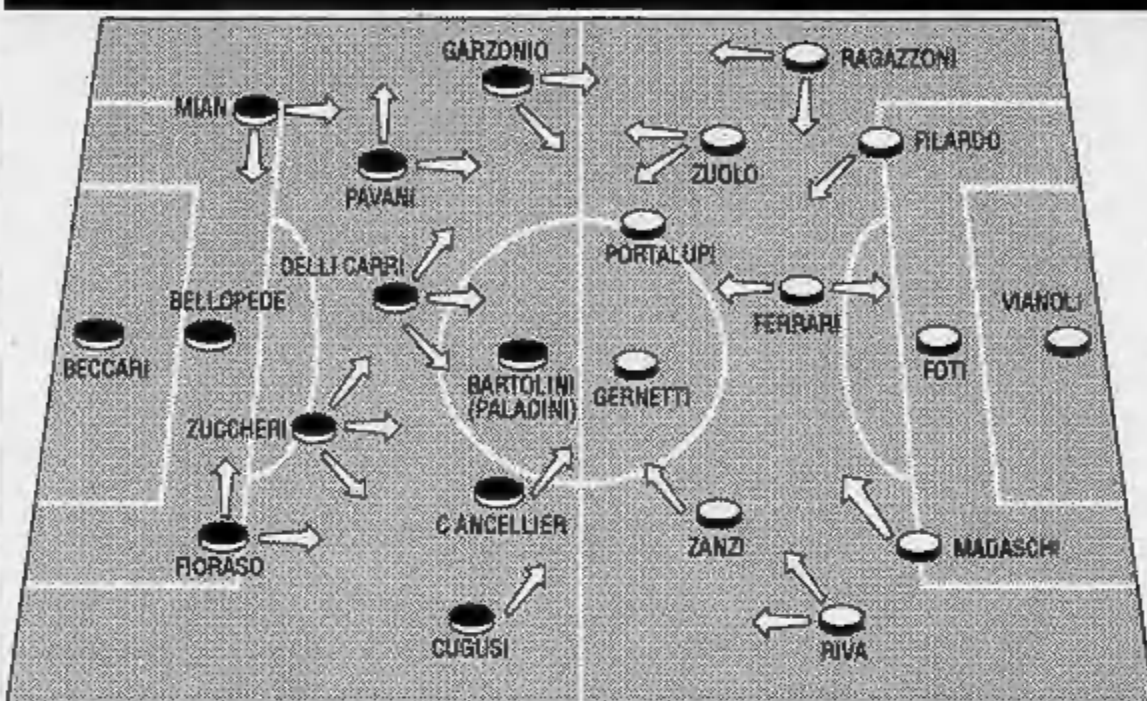 GARZONIO
RAGAZZONI
MIAN
FILARDO
ZUOLO
PAVANI
PORTALUPI
DELLI CARRI
BELLOPEDE
VIANOLI
FERRARI
BECCARI
FOTI
BARTOLINI
(PALADINI)
GERNETTI
ZUCCHERI
CANCELLIER
ZANZI
MADASCHI
FIORASO
CUGUSI
RIVA